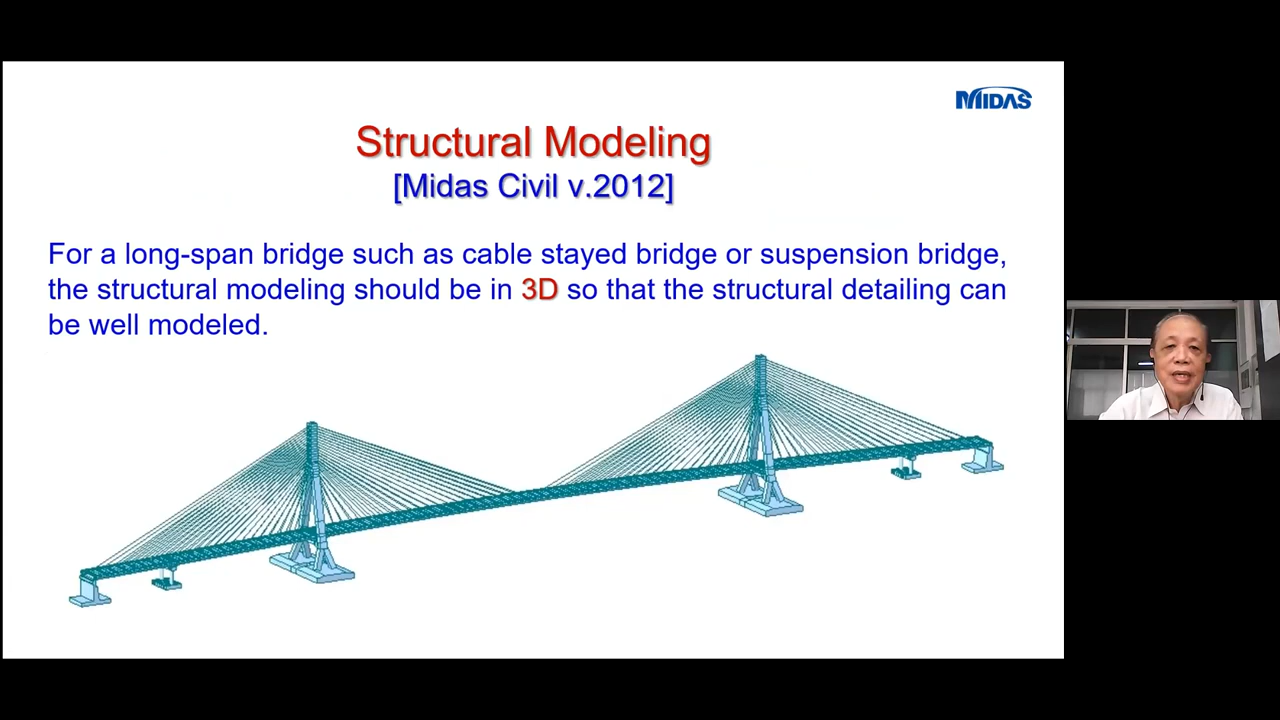 MIDAS
Structural Modeling
[Midas Civil v.2012]
For a long-span bridge such as cable stayed bridge or suspension bridge,
the structural modeling should be in 3D so that the structural detailing can
be well modeled.